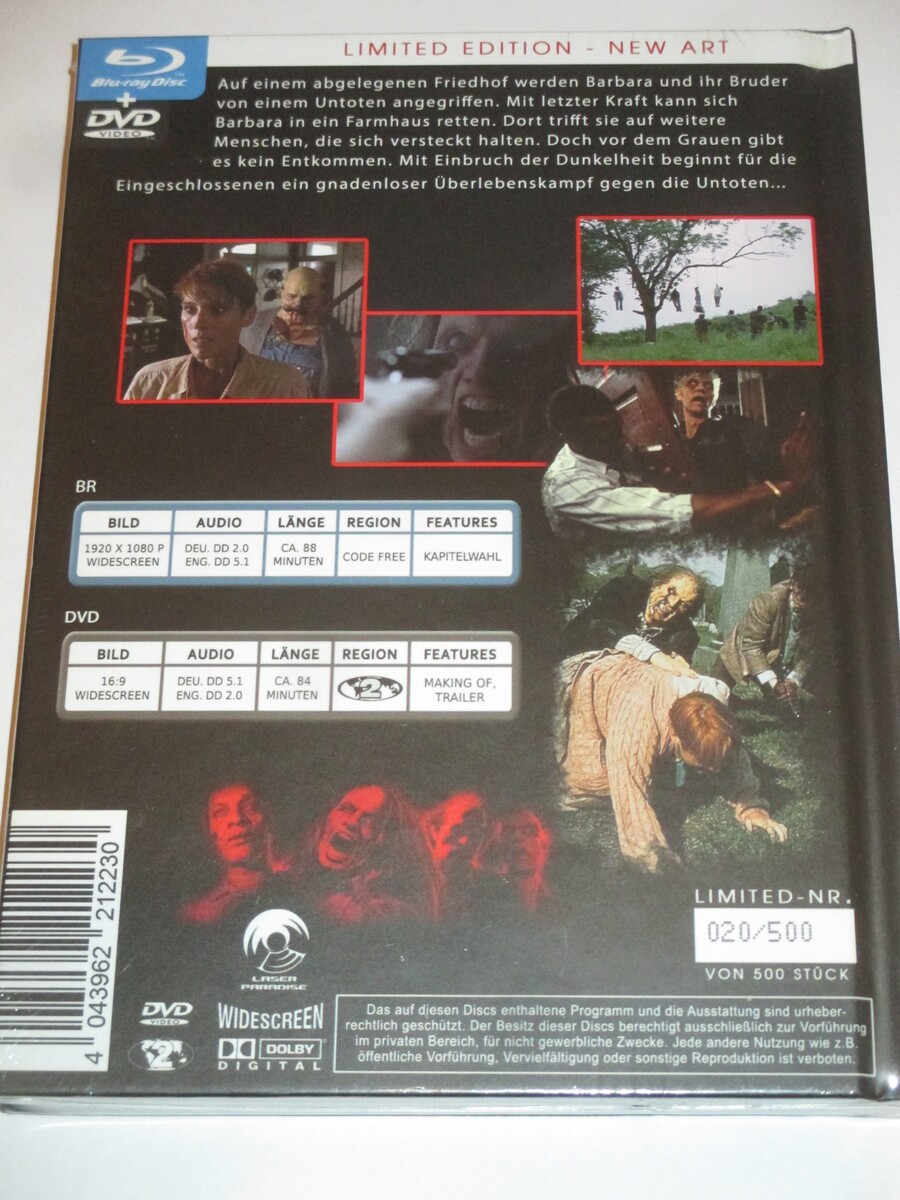 LIMITED EDITION - NEW ART
Blu-ray Disc™
+
DVD
VIDEO
Auf einem abgelegenen Friedhof werden Barbara und ihr Bruder
von einem Untoten angegriffen. Mit letzter Kraft kann sich
Barbara in ein Farmhaus retten. Dort trifft sie auf weitere
Menschen, die sich versteckt halten. Doch vor dem Grauen gibt
es kein Entkommen. Mit Einbruch der Dunkelheit beginnt für die
Eingeschlossenen ein gnadenloser Überlebenskampf gegen die Untoten...
BR
BILD AUDIO LÄNGE REGION FEATURES
1920 X 1080 P DEU. DD 2.0 CA. 88 CODE FREE KAPITELWAHL
WIDESCREEN ENG. DD 5.1 MINUTEN
DVD
BILD AUDIO LÄNGE REGION FEATURES
16:9 DEU. DD 5.1 CA. 84 2 MAKING OF,
WIDESCREEN ENG. DD 2.0 MINUTEN TRAILER
4 043962 212230
LIMITED-NR.
020/500
VON 500 STÜCK
LASER
PARADISE
DVD
VIDEO
2
WIDESCREEN
DOLBY
DIGITAL
Das auf diesen Discs enthaltene Programm und die Ausstattung sind urheber-
rechtlich geschützt. Der Besitz dieser Discs berechtigt ausschließlich zur Vorführung
im privaten Bereich, für nicht gewerbliche Zwecke. Jede andere Nutzung wie z.B.
öffentliche Vorführung, Vervielfältigung oder sonstige Reproduktion ist verboten.